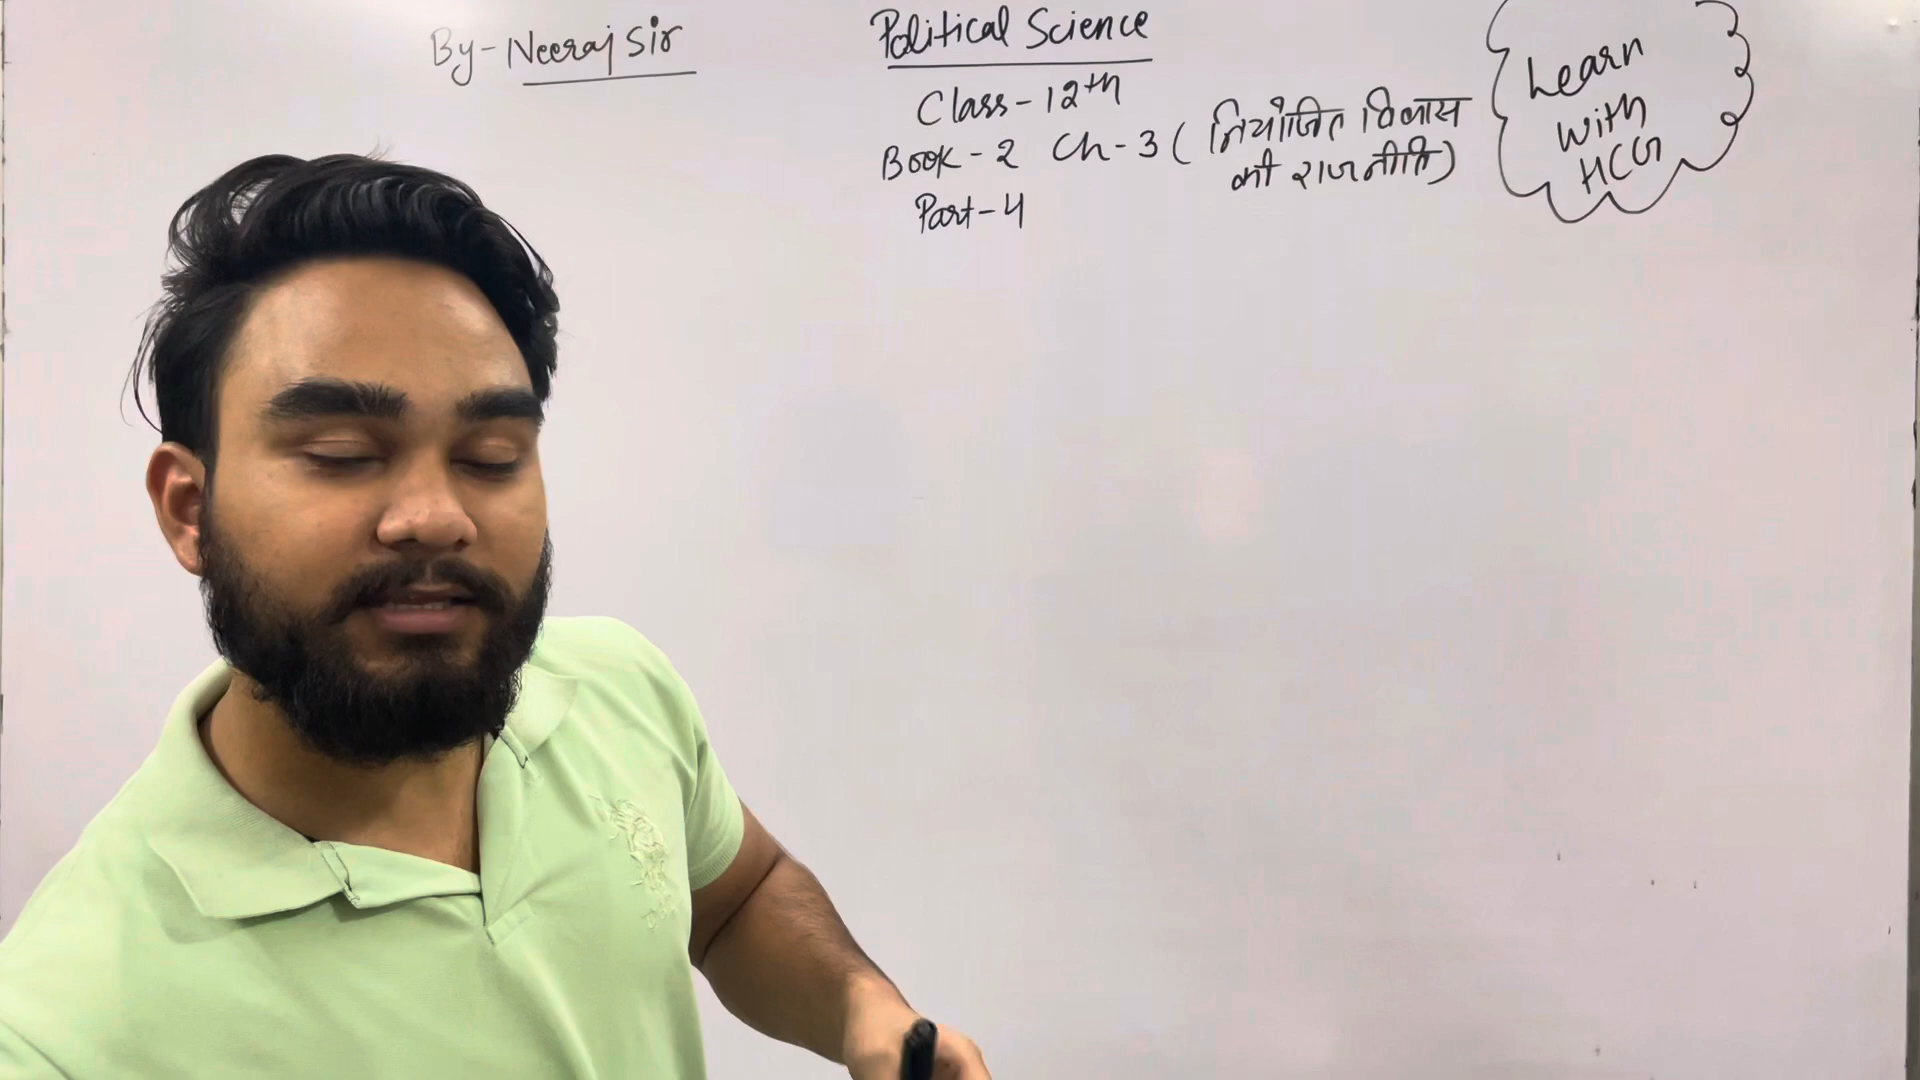 By- Neeraj Sir
Political Science
Class - 12th
Book - 2 Ch - 3 ( नियोजित विकास
की राजनीति)
Part - 4
Learn
with
HCG